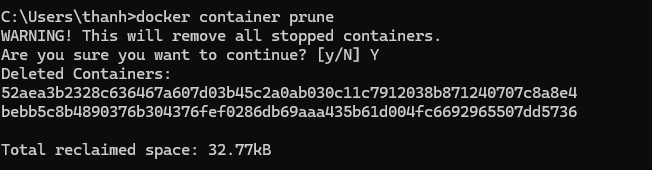 C:\Users\thanh>docker container prune
WARNING! This will remove all stopped containers.
Are you sure you want to continue? [y/N] Y
Deleted Containers:
52aea3b2328c636467a607d03b45c2a0ab030c11c7912038b871240707c8a8e4
bebb5c8b4890376b304376fef0286db69aaa435b61d004fc6692965507dd5736
Total reclaimed space: 32.77kB